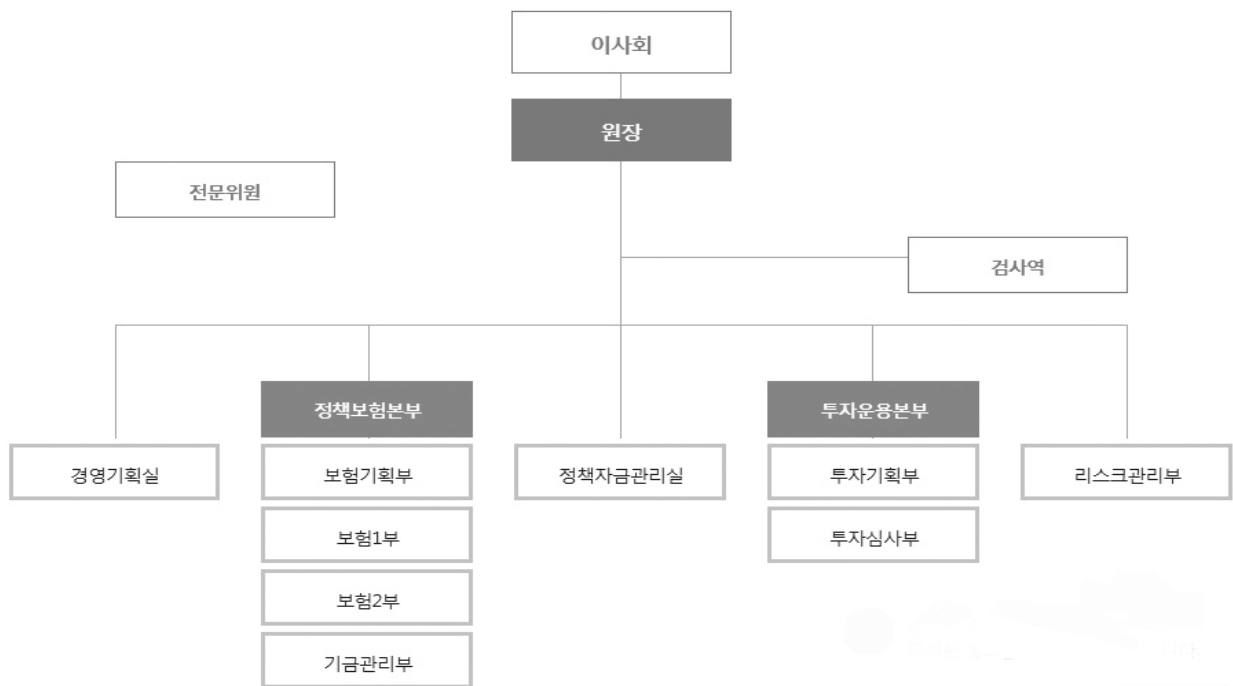 이사회
원장
전문위원
검사역
정책보험본부
투자운용본부
경영기획실
보험기획부
정책자금관리실
투자기획부
리스크관리부
보험1부
투자심사부
보험2부
기금관리부